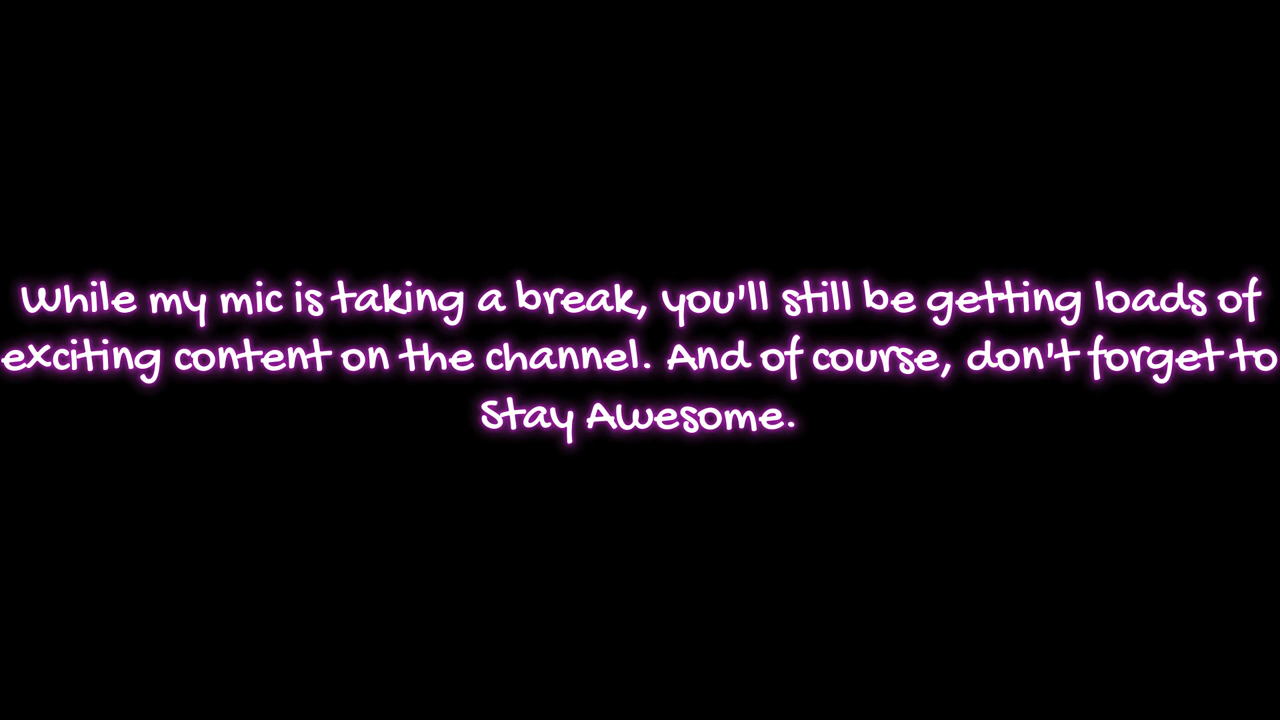 While my mic is taking a break, you'll still be getting loads of
exciting content on the channel. And of course, don't forget to
Stay Awesome.